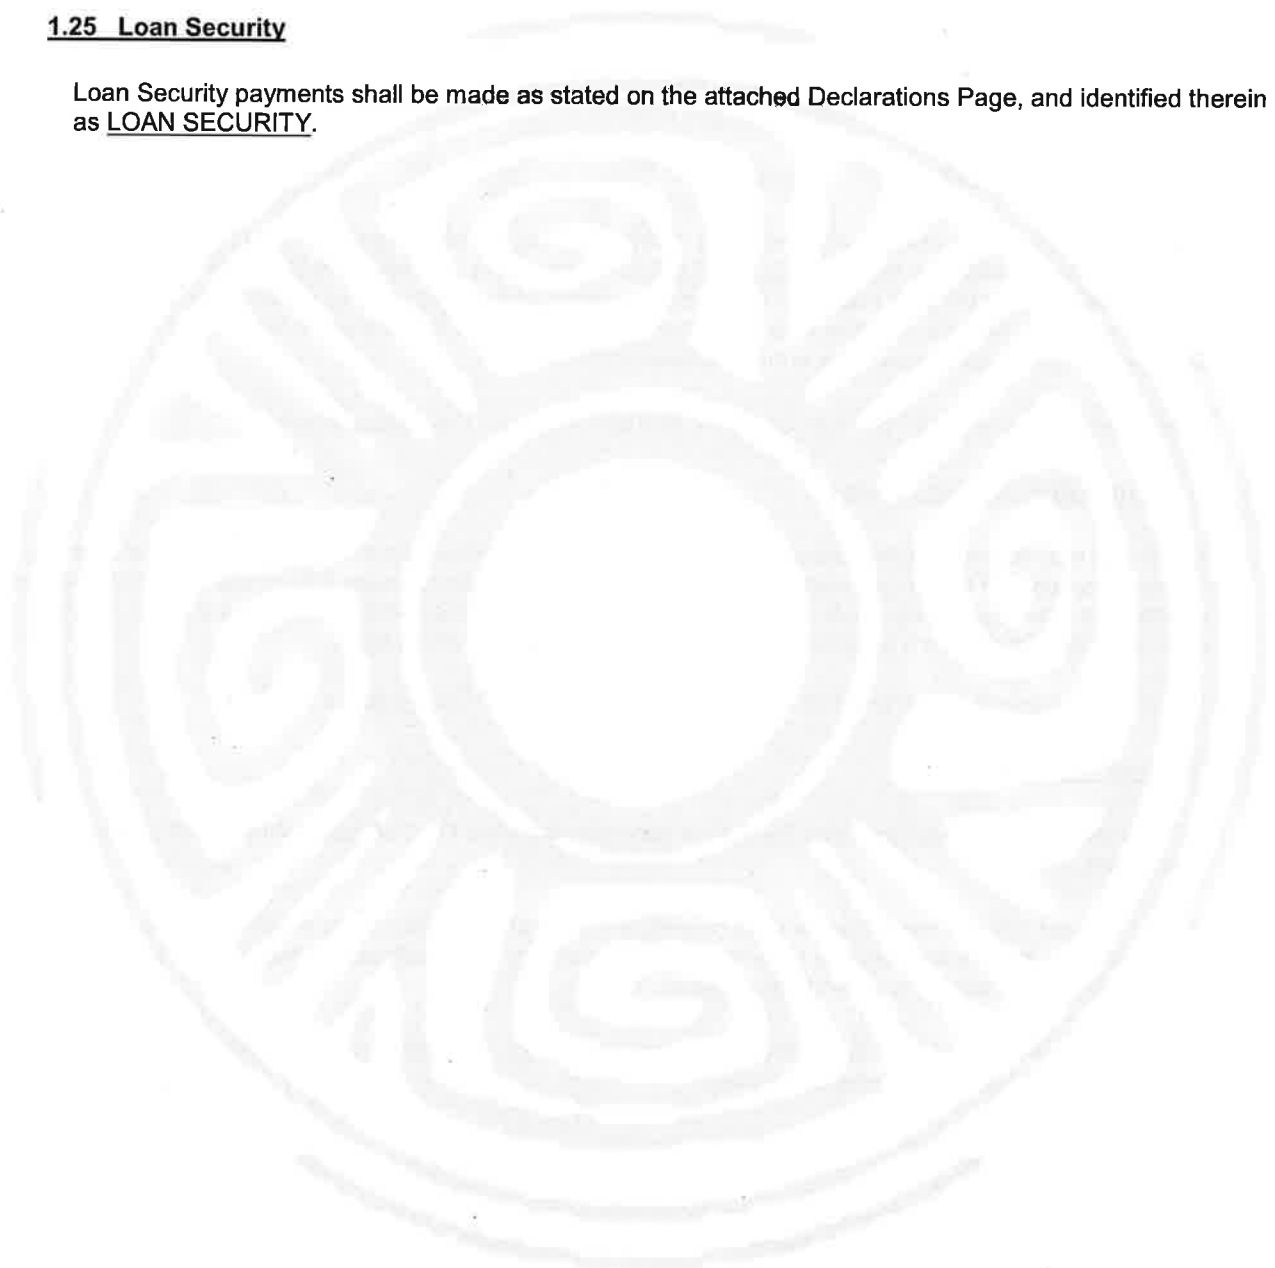 1.25 Loan Security
Loan Security payments shall be made as stated on the attached Declarations Page, and identified therein
as LOAN SECURITY.